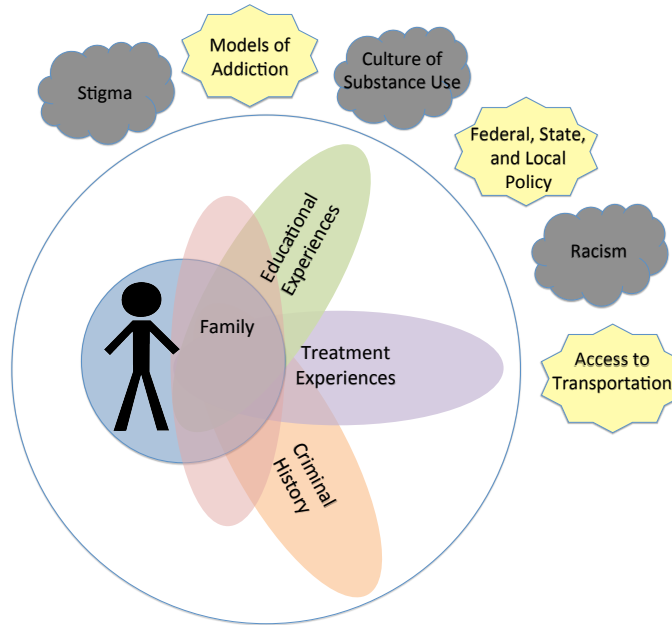 Stigma
Models of
Addiction
Culture of
Substance Use
Federal, State,
and Local
Policy
Racism
Access to
Transportation
Educational
Experiences
Family
Treatment
Experiences
Criminal
History